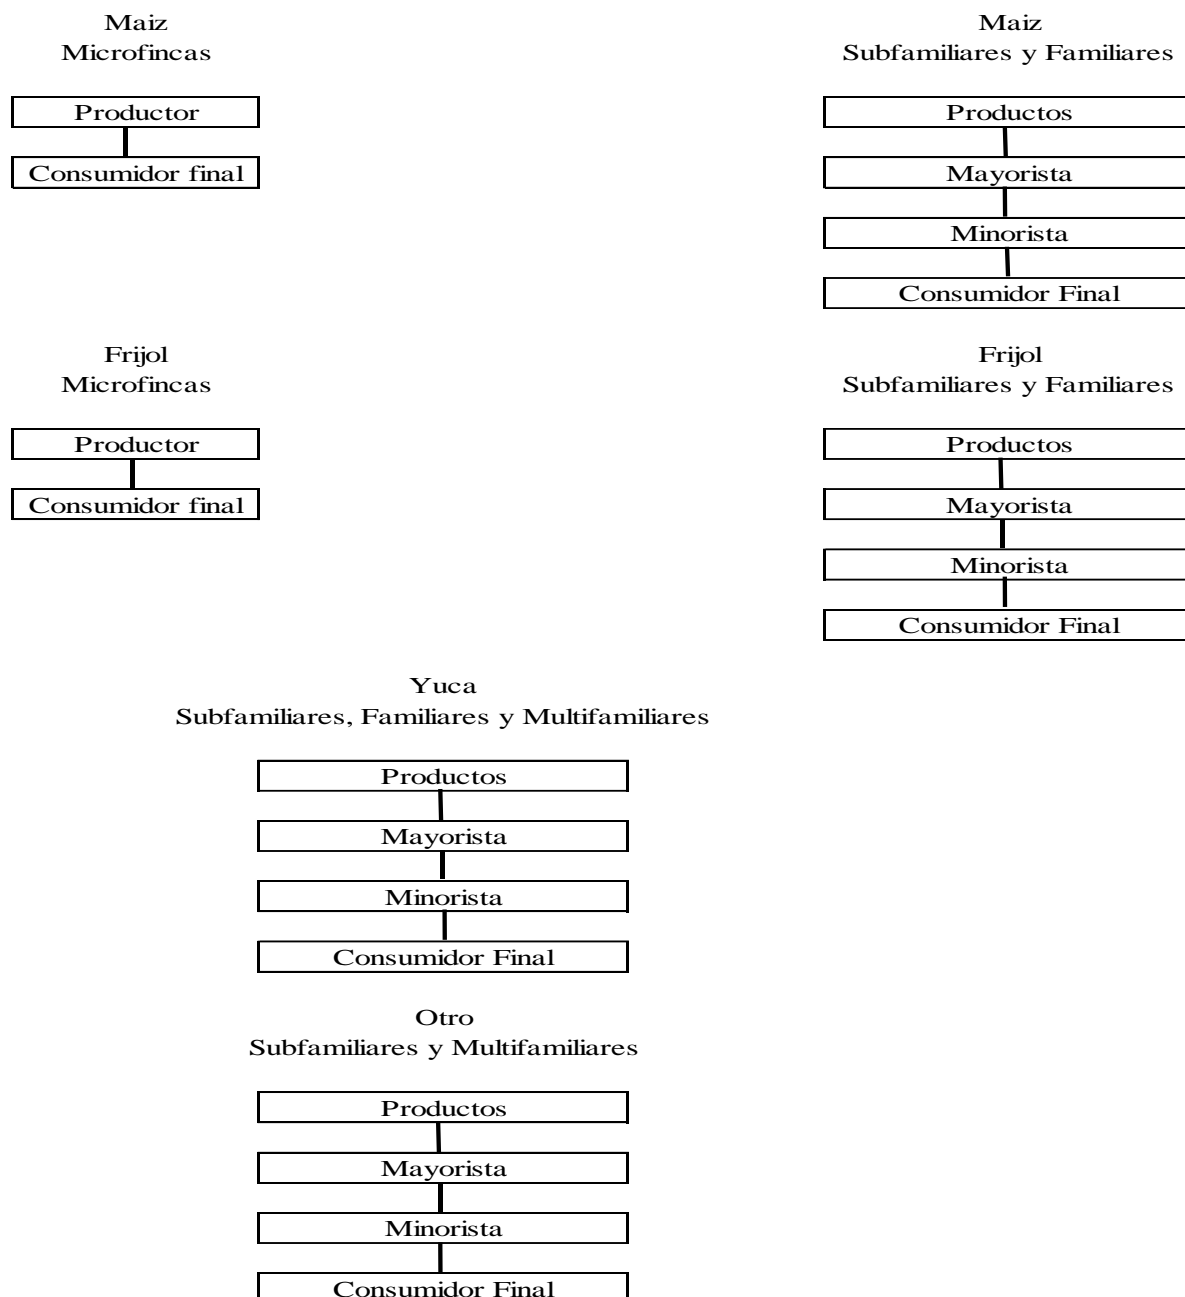 Maiz
Microfincas
Productor
Consumidor final
Maiz
Subfamiliares y Familiares
Productos
Mayorista
Minorista
Consumidor Final
Frijol
Microfincas
Productor
Consumidor final
Frijol
Subfamiliares y Familiares
Productos
Mayorista
Minorista
Consumidor Final
Yuca
Subfamiliares, Familiares y Multifamiliares
Productos
Mayorista
Minorista
Consumidor Final
Otro
Subfamiliares y Multifamiliares
Productos
Mayorista
Minorista
Consumidor Final